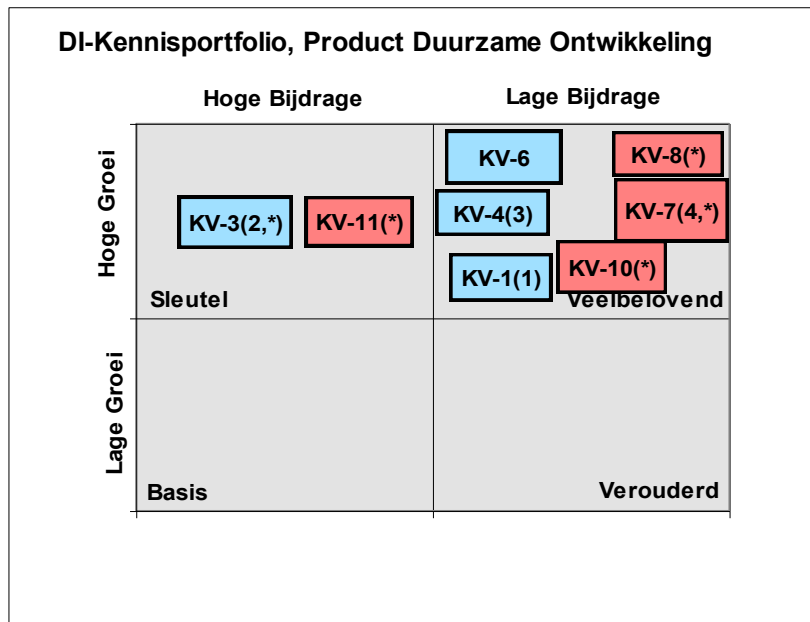 DI-Kennisportfolio, Product Duurzame Ontwikkeling
Hoge Bijdrage
Lage Bijdrage
Hoge Groei
KV-6
KV-8(*)
KV-3(2,*)
KV-11(*)
KV-4(3)
KV-7(4,*)
KV-1(1)
KV-10(*)
Sleutel
Veelbelovend
Lage Groei
Basis
Verouderd